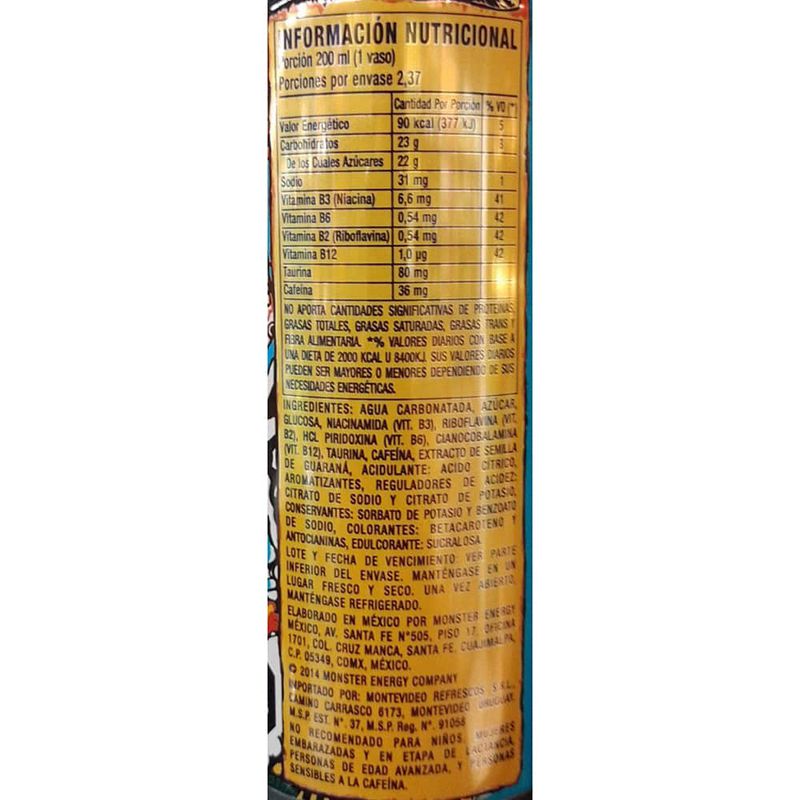 INFORMACIÓN NUTRICIONAL
Porción 200 ml (1 vaso)
Porciones por envase 2,37
Cantidad Por Porción % VD (*)
Valor Energético 90 kcal (377 kJ) 5
Carbohidratos 23 g 3
De los Cuales Azúcares 22 g
Sodio 31 mg 1
Vitamina B3 (Niacina) 6,6 mg 41
Vitamina B6 0,54 mg 42
Vitamina B2 (Riboflavina) 0,54 mg 42
Vitamina B12 1,0 µg 42
Taurina 80 mg
Cafeína 36 mg
NO APORTA CANTIDADES SIGNIFICATIVAS DE PROTEINAS,
GRASAS TOTALES, GRASAS SATURADAS, GRASAS TRANS Y
FIBRA ALIMENTARIA. *% VALORES DIARIOS CON BASE A
UNA DIETA DE 2000 KCAL U 8400KJ. SUS VALORES DIARIOS
PUEDEN SER MAYORES O MENORES DEPENDIENDO DE SUS
NECESIDADES ENERGÉTICAS.
INGREDIENTES: AGUA CARBONATADA, AZÚCAR,
GLUCOSA, NIACINAMIDA (VIT. B3), RIBOFLAVINA (VIT.
B2), HCL PIRIDOXINA (VIT. B6), CIANOCOBALAMINA
(VIT. B12), TAURINA, CAFEÍNA, EXTRACTO DE SEMILLA
DE GUARANÁ, ACIDULANTE: ACIDO CÍTRICO,
AROMATIZANTES, REGULADORES DE ACIDEZ:
CITRATO DE SODIO Y CITRATO DE POTASIO,
CONSERVANTES: SORBATO DE POTASIO Y BENZOATO
DE SODIO, COLORANTES: BETACAROTENO Y
ANTOCIANINAS, EDULCORANTE: SUCRALOSA.
LOTE Y FECHA DE VENCIMIENTO: VER PARTE
INFERIOR DEL ENVASE. MANTÉNGASE EN UN
LUGAR FRESCO Y SECO. UNA VEZ ABIERTO,
MANTÉNGASE REFRIGERADO.
ELABORADO EN MÉXICO POR MONSTER ENERGY
MÉXICO, AV. SANTA FE N°505, PISO 17, OFICINA
1701, COL. CRUZ MANCA, SANTA FE, CUAJIMALPA,
C.P. 05349, CDMX, MÉXICO.
© 2014 MONSTER ENERGY COMPANY
IMPORTADO POR: MONTEVIDEO REFRESCOS S.R.L.,
CAMINO CARRASCO 6173, MONTEVIDEO URUGUAY.
M.S.P. EST. N°. 37, M.S.P. Reg. N°. 91058
NO RECOMENDADO PARA NIÑOS, MUJERES
EMBARAZADAS Y EN ETAPA DE LACTANCIA,
PERSONAS DE EDAD AVANZADA, Y PERSONAS
SENSIBLES A LA CAFEÍNA.